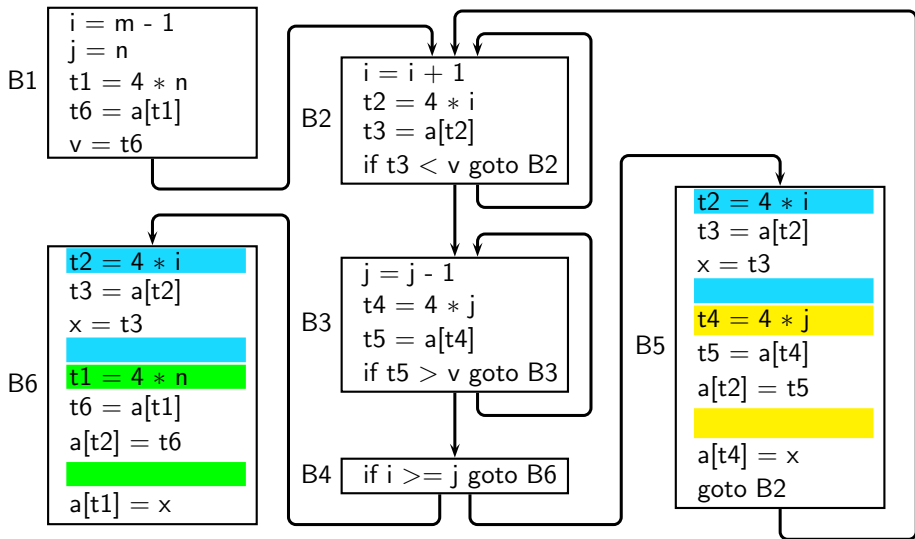 B1
i = m - 1
j = n
t1 = 4 * n
t6 = a[t1]
v = t6
B2
i = i + 1
t2 = 4 * i
t3 = a[t2]
if t3 < v goto B2
B3
j = j - 1
t4 = 4 * j
t5 = a[t4]
if t5 > v goto B3
B4
if i >= j goto B6
B5
t2 = 4 * i
t3 = a[t2]
x = t3
t4 = 4 * j
t5 = a[t4]
a[t2] = t5
a[t4] = x
goto B2
B6
t2 = 4 * i
t3 = a[t2]
x = t3
t1 = 4 * n
t6 = a[t1]
a[t2] = t6
a[t1] = x